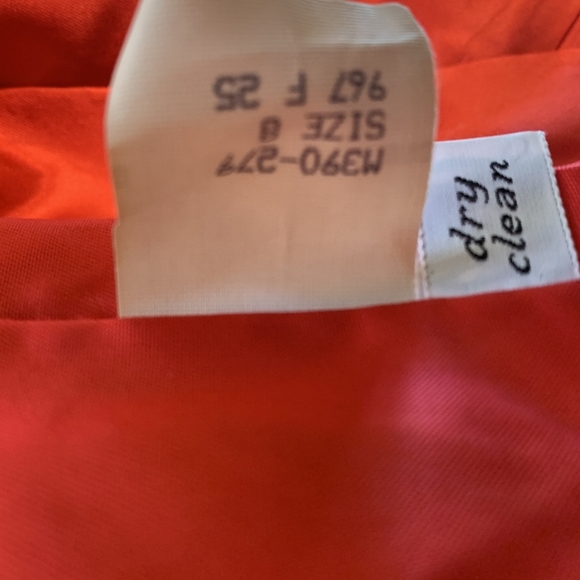 M390-279
SIZE 8
967 F 25
dry
clean